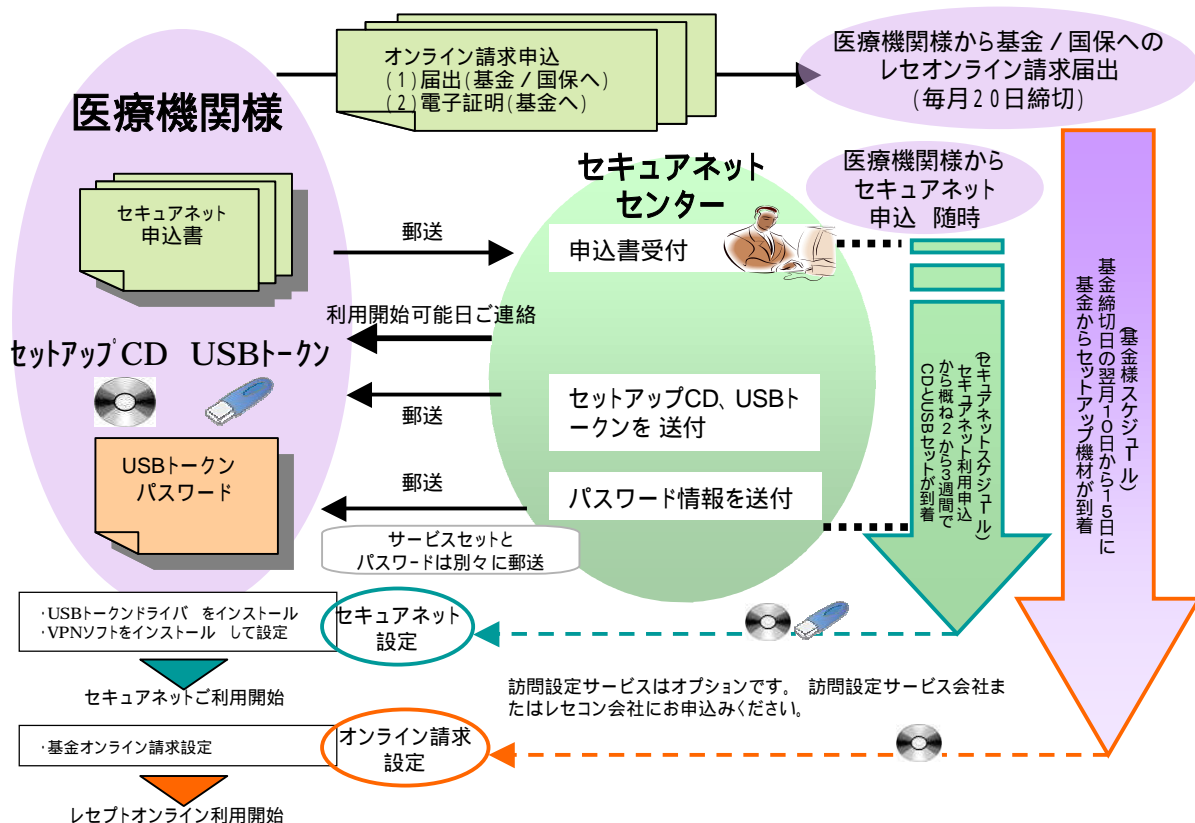 オンライン請求申込
(1)届出(基金/国保へ)
(2)電子証明(基金へ)
医療機関様から基金/国保への
レセオンライン請求届出
(毎月20日締切)
医療機関様
セキュアネット
申込書
郵送
セキュアネット
センター
申込書受付
医療機関様から
セキュアネット
申込 随時
利用開始可能日ご連絡
セットアップCD USBトークン
郵送
セットアップCD、USBト
ークンを 送付
USBトークン
パスワード
郵送
パスワード情報を送付
サービスセットと
パスワードは別々に郵送
(セキュアネットスケジュール)
セキュアネット利用申込
から概ね2から3週間で
CDとUSBセットが到着
(基金様スケジュール)
基金締切日の翌月10日から15日に
基金からセットアップ機材が到着
・USBトークンドライバ をインストール
・VPNソフトをインストール して設定
セキュアネット
設定
セキュアネットご利用開始
訪問設定サービスはオプションです。 訪問設定サービス会社ま
たはレセコン会社にお申込みください。
・基金オンライン請求設定
オンライン請求
設定
レセプトオンライン利用開始